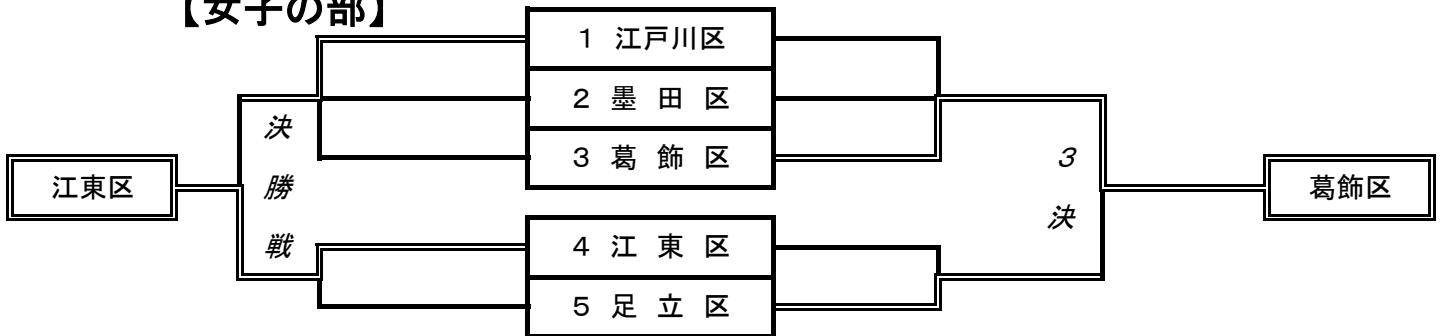 【女子の部】
1 江戸川区
2 墨 田 区
3 葛 飾 区
4 江 東 区
5 足 立 区
江東区
決
勝
戦
3
決
葛飾区